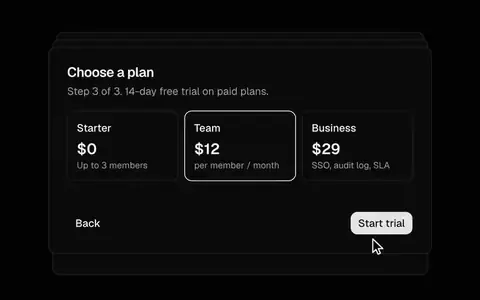 Choose a plan
Step 3 of 3. 14-day free trial on paid plans.
Starter
$0
Up to 3 members
Team
$12
per member / month
Business
$29
SSO, audit log, SLA
Back
Start trial